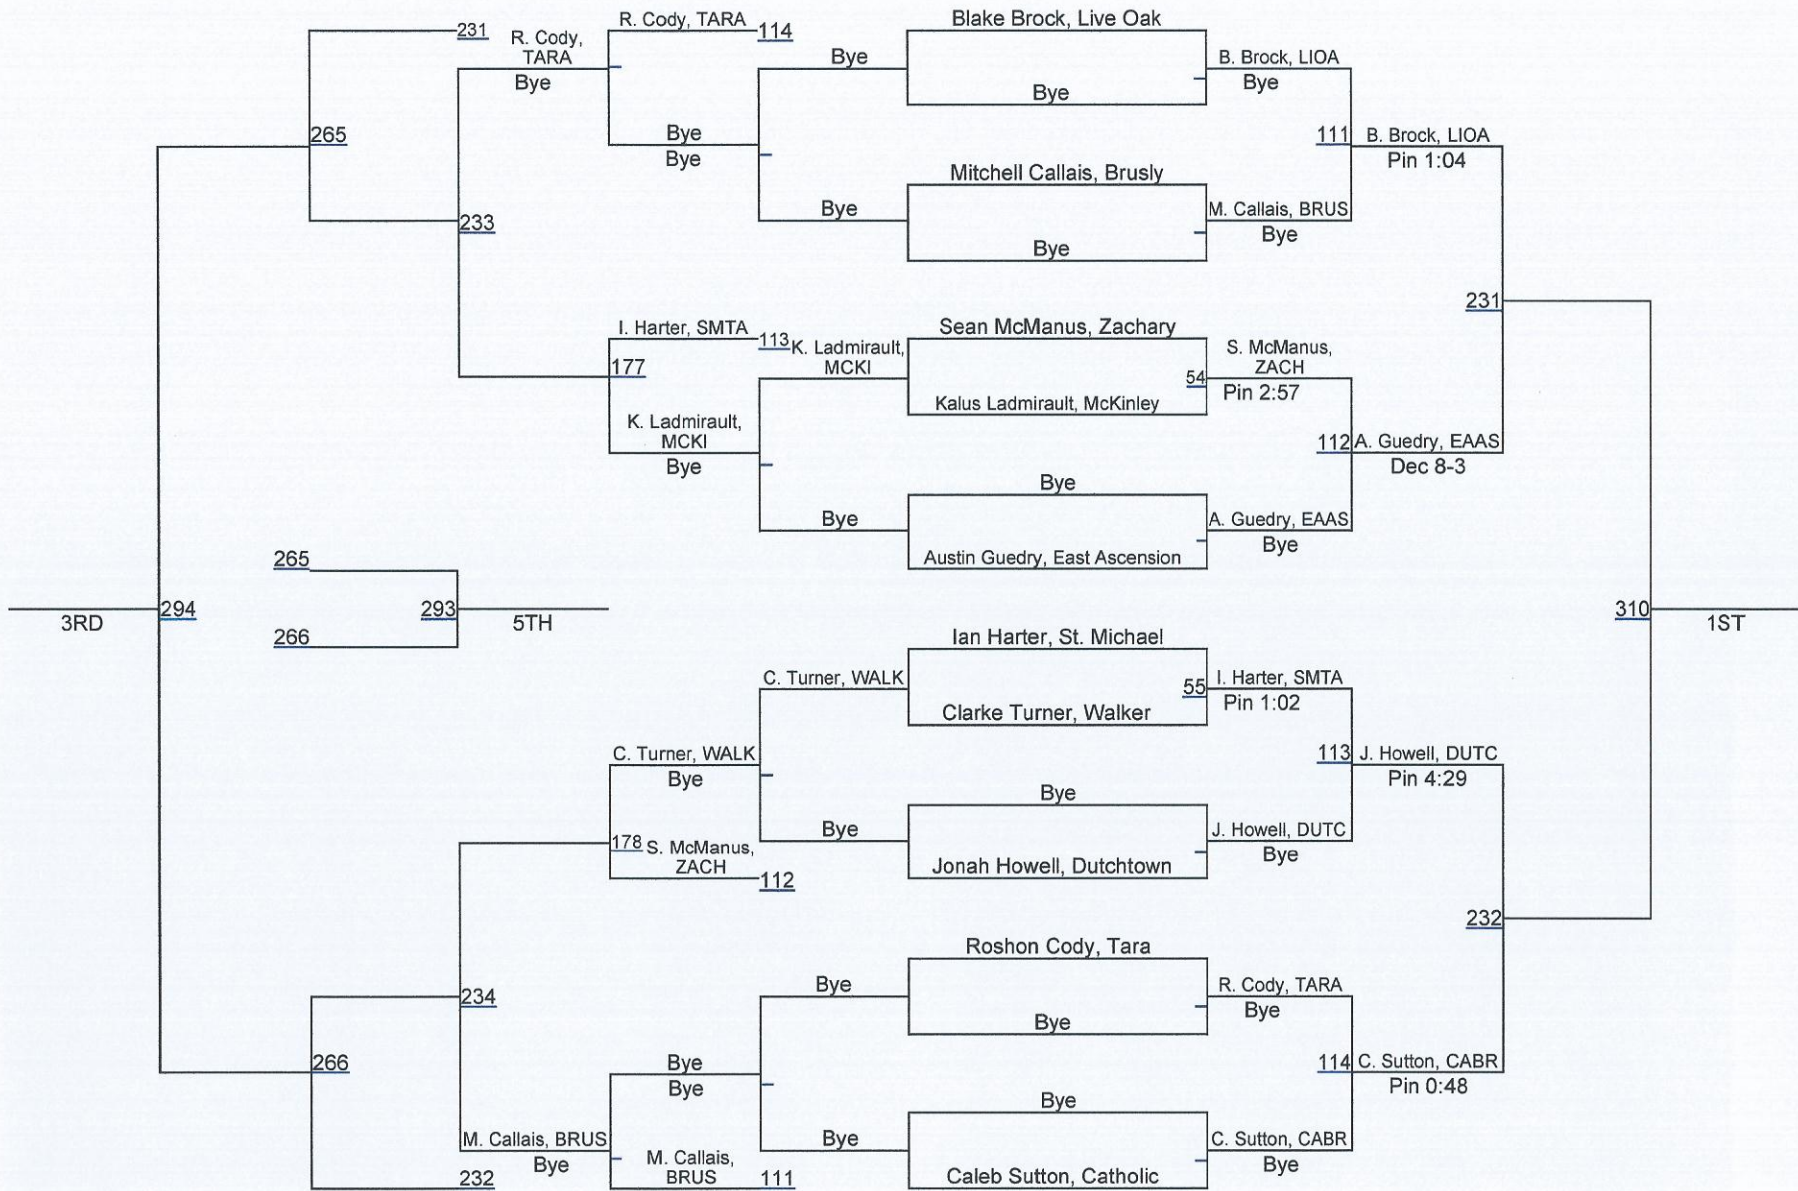 R. Cody, TARA
114
231
R. Cody,
TARA
Bye
Blake Brock, Live Oak
Bye
B. Brock, LIOA
Bye
Bye
265
Bye
Bye
111
B. Brock, LIOA
Pin 1:04
Mitchell Callais, Brusly
Bye
M. Callais, BRUS
Bye
233
Bye
231
I. Harter, SMTA
113
K. Ladmirault,
MCKI
Sean McManus, Zachary
S. McManus,
ZACH
177
54
Pin 2:57
Kalus Ladmirault, McKinley
K. Ladmirault,
MCKI
Bye
112
A. Guedry, EAAS
Dec 8-3
Bye
Bye
A. Guedry, EAAS
Bye
Austin Guedry, East Ascension
265
294
3RD
293
5TH
266
310
1ST
Ian Harter, St. Michael
C. Turner, WALK
55
I. Harter, SMTA
Pin 1:02
Clarke Turner, Walker
C. Turner, WALK
Bye
113
J. Howell, DUTC
Pin 4:29
Bye
Bye
J. Howell, DUTC
Bye
178
S. McManus,
ZACH
112
Jonah Howell, Dutchtown
232
Roshon Cody, Tara
Bye
R. Cody, TARA
Bye
234
Bye
266
Bye
Bye
114
C. Sutton, CABR
Pin 0:48
Bye
M. Callais, BRUS
Bye
Bye
C. Sutton, CABR
Bye
232
M. Callais,
BRUS
111
Caleb Sutton, Catholic